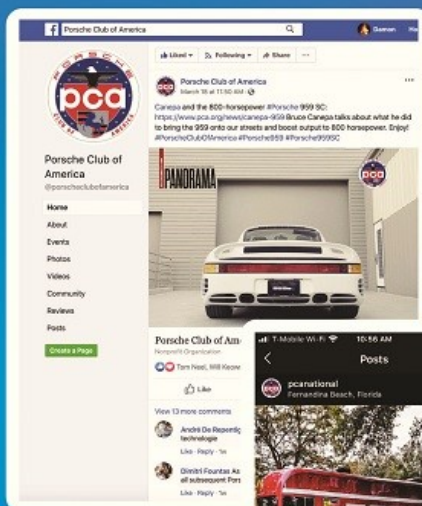 Porsche Club of America
Damon
PORSCHE
pca
CLUB OF AMERICA
Porsche Club of
America
@porscheclubofamerica
Home
About
Events
Photos
Videos
Community
Reviews
Posts
Create a Page
Liked
Following
Share
Porsche Club of America
March 18 at 11:50 AM
Canepa and the 800-horsepower #Porsche 959 SC:
https://www.pca.org/news/canepa-959 Bruce Canepa talks about what he did
to bring the 959 onto our streets and boost output to 800 horsepower. Enjoy!
#PorscheClubOfAmerica #Porsche959 #Porsche959SC
PANORAMA
pca
Porsche Club of Am
Nonprofit Organization
Tom Neel, Will Keow
Like
View 13 more comments
André De Repentig
technologie
Like · Reply · 1w
Dimitri Fountas As
all subsequent Pors
Like · Reply · 1w
T-Mobile Wi-Fi
10:56 AM
Posts
pcanational
Fernandina Beach, Florida